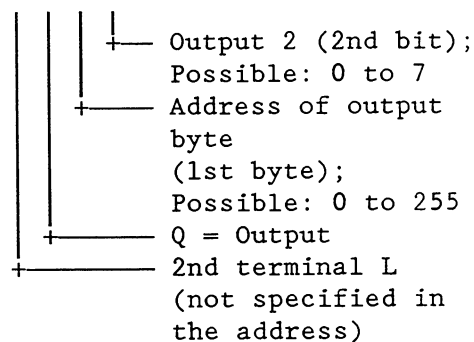 Output 2 (2nd bit);
Possible: 0 to 7
Address of output
byte
(1st byte);
Possible: 0 to 255
Q = Output
2nd terminal L
(not specified in
the address)